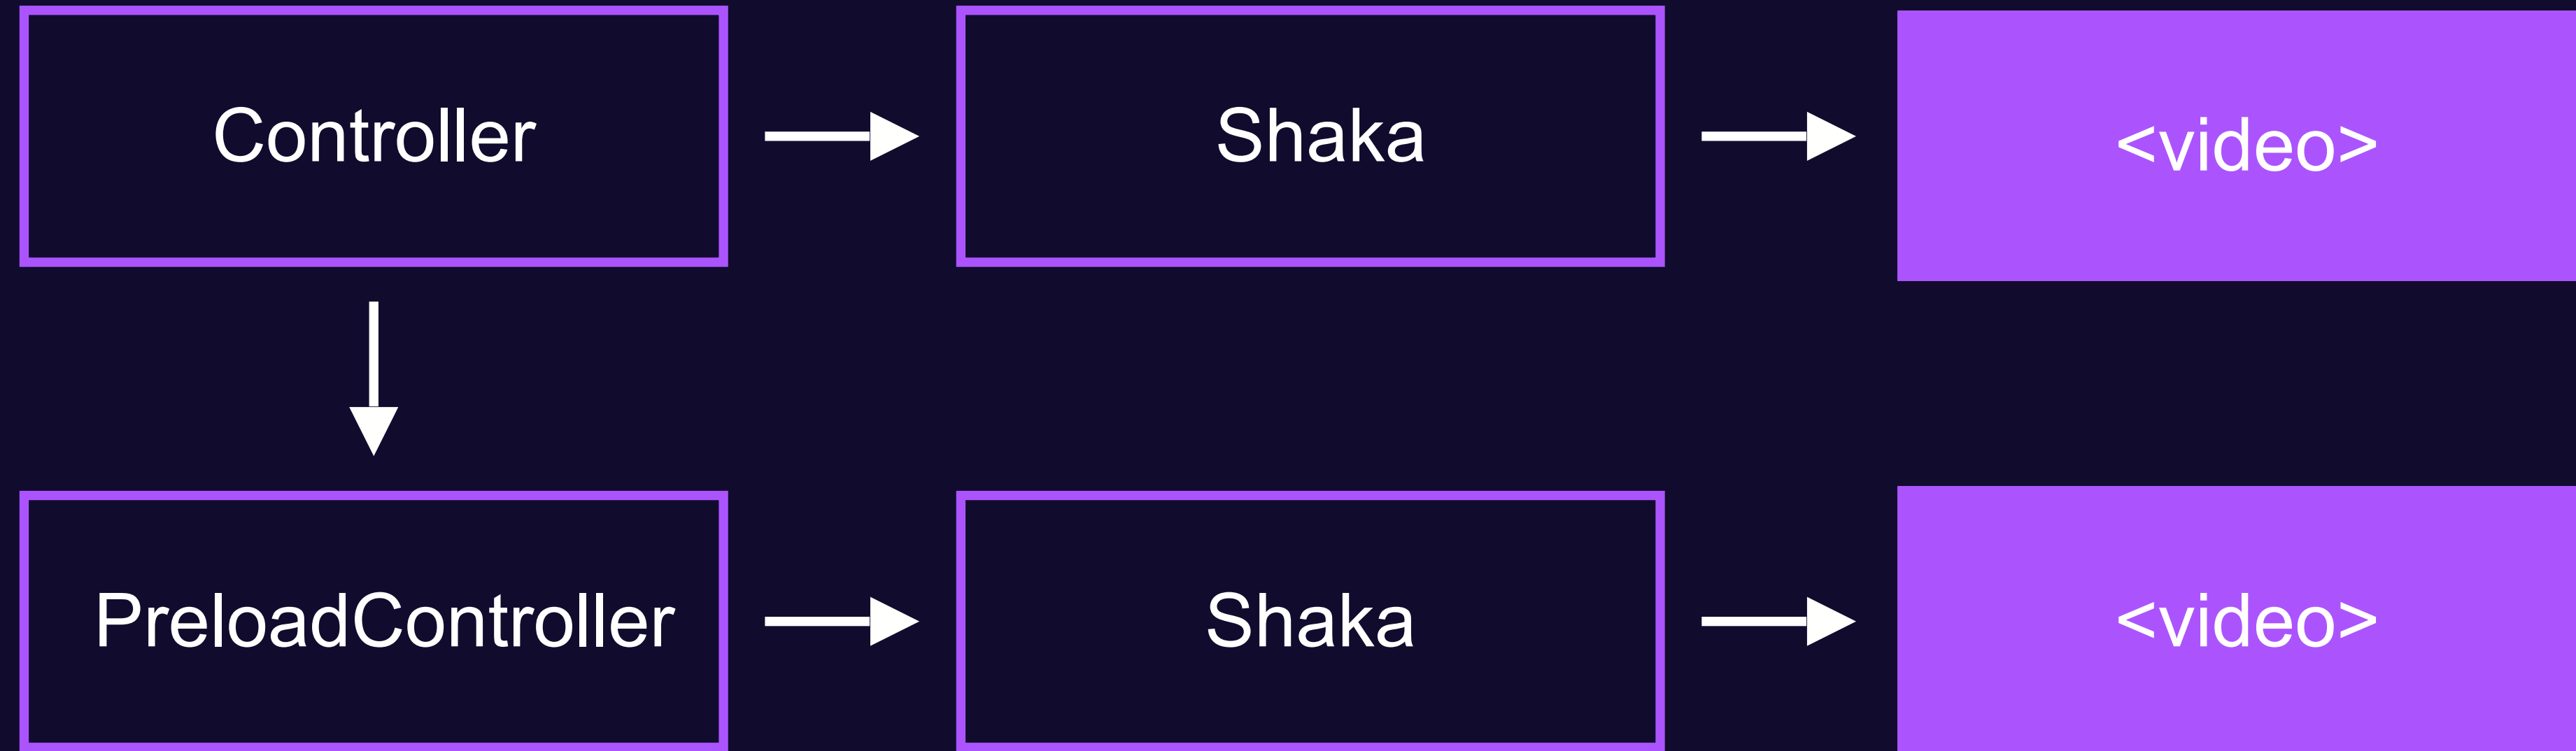 Controller
Shaka
<video>
PreloadController
Shaka
<video>